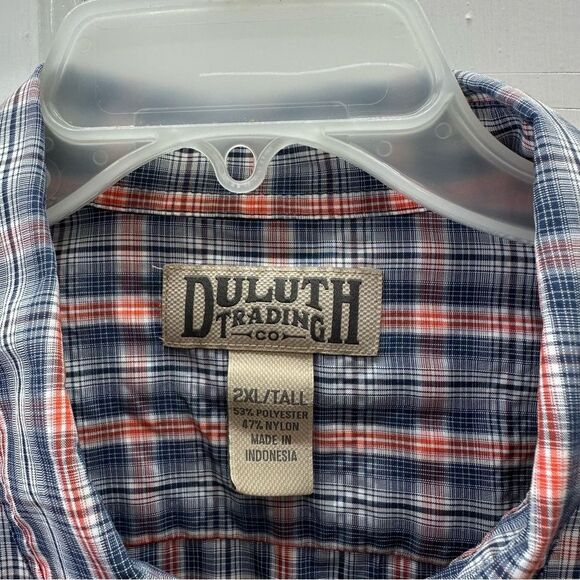 DULUTH
TRADING
CO
2XL/TALL
53% POLYESTER
47% NYLON
MADE IN
INDONESIA